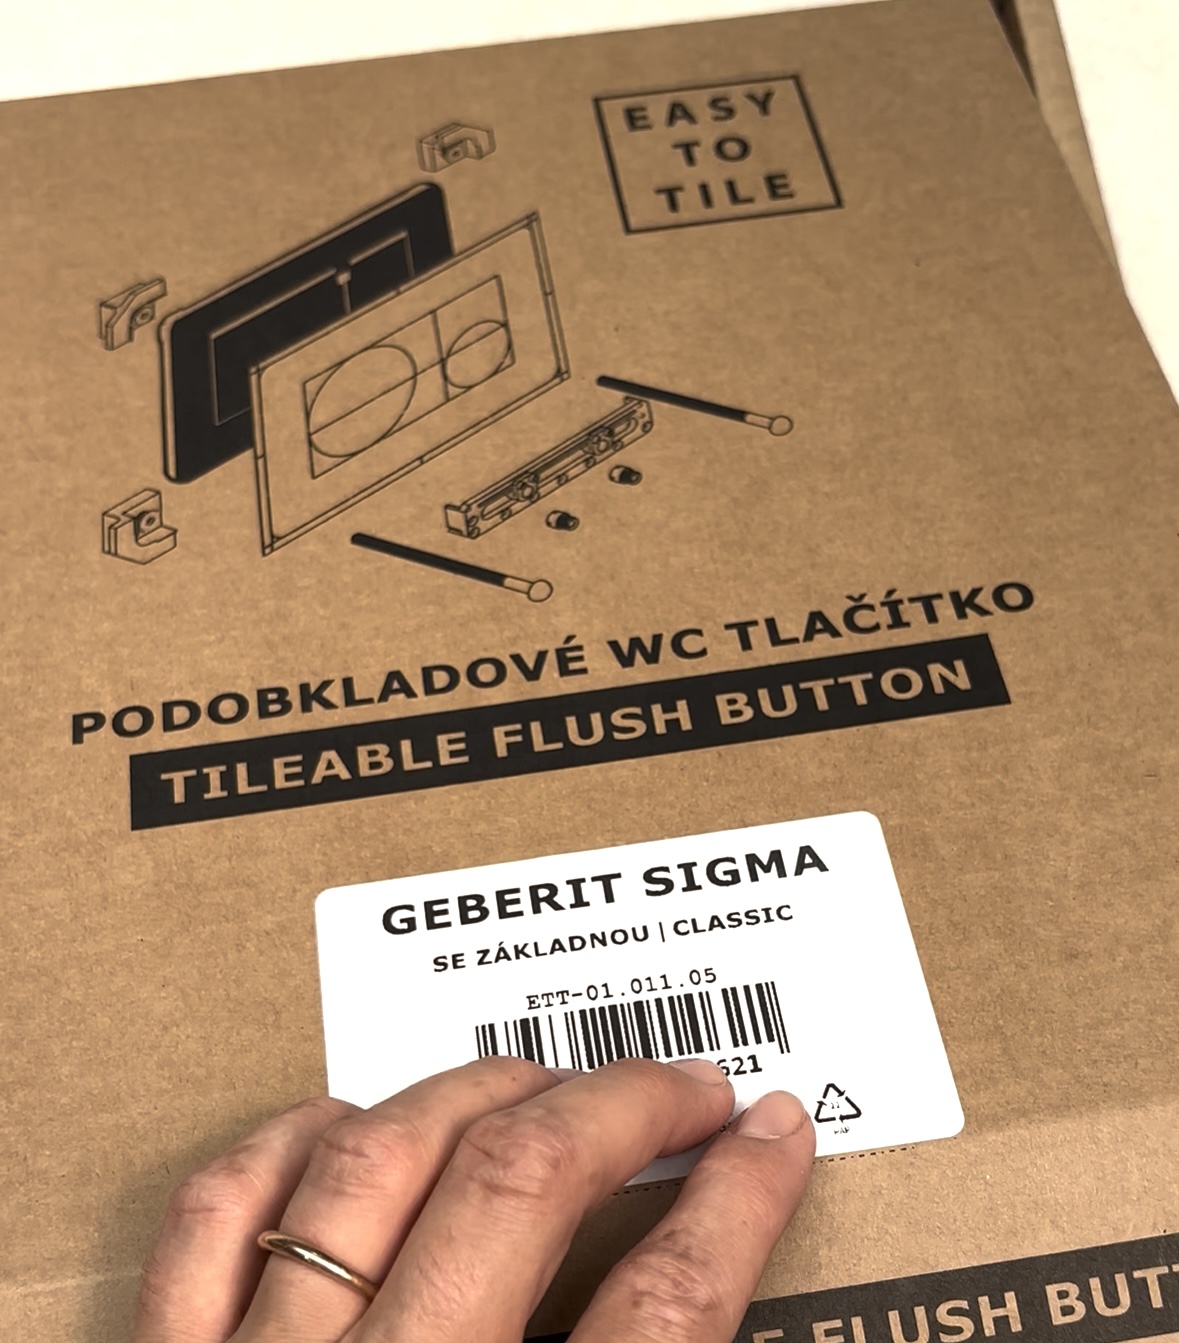 EASY
TO
TILE
PODOBKLADOVÉ WC TLAČÍTKO
TILEABLE FLUSH BUTTON
GEBERIT SIGMA
SE ZÁKLADNOU | CLASSIC
ETT-01.011.05
621
PAP
FLUSH